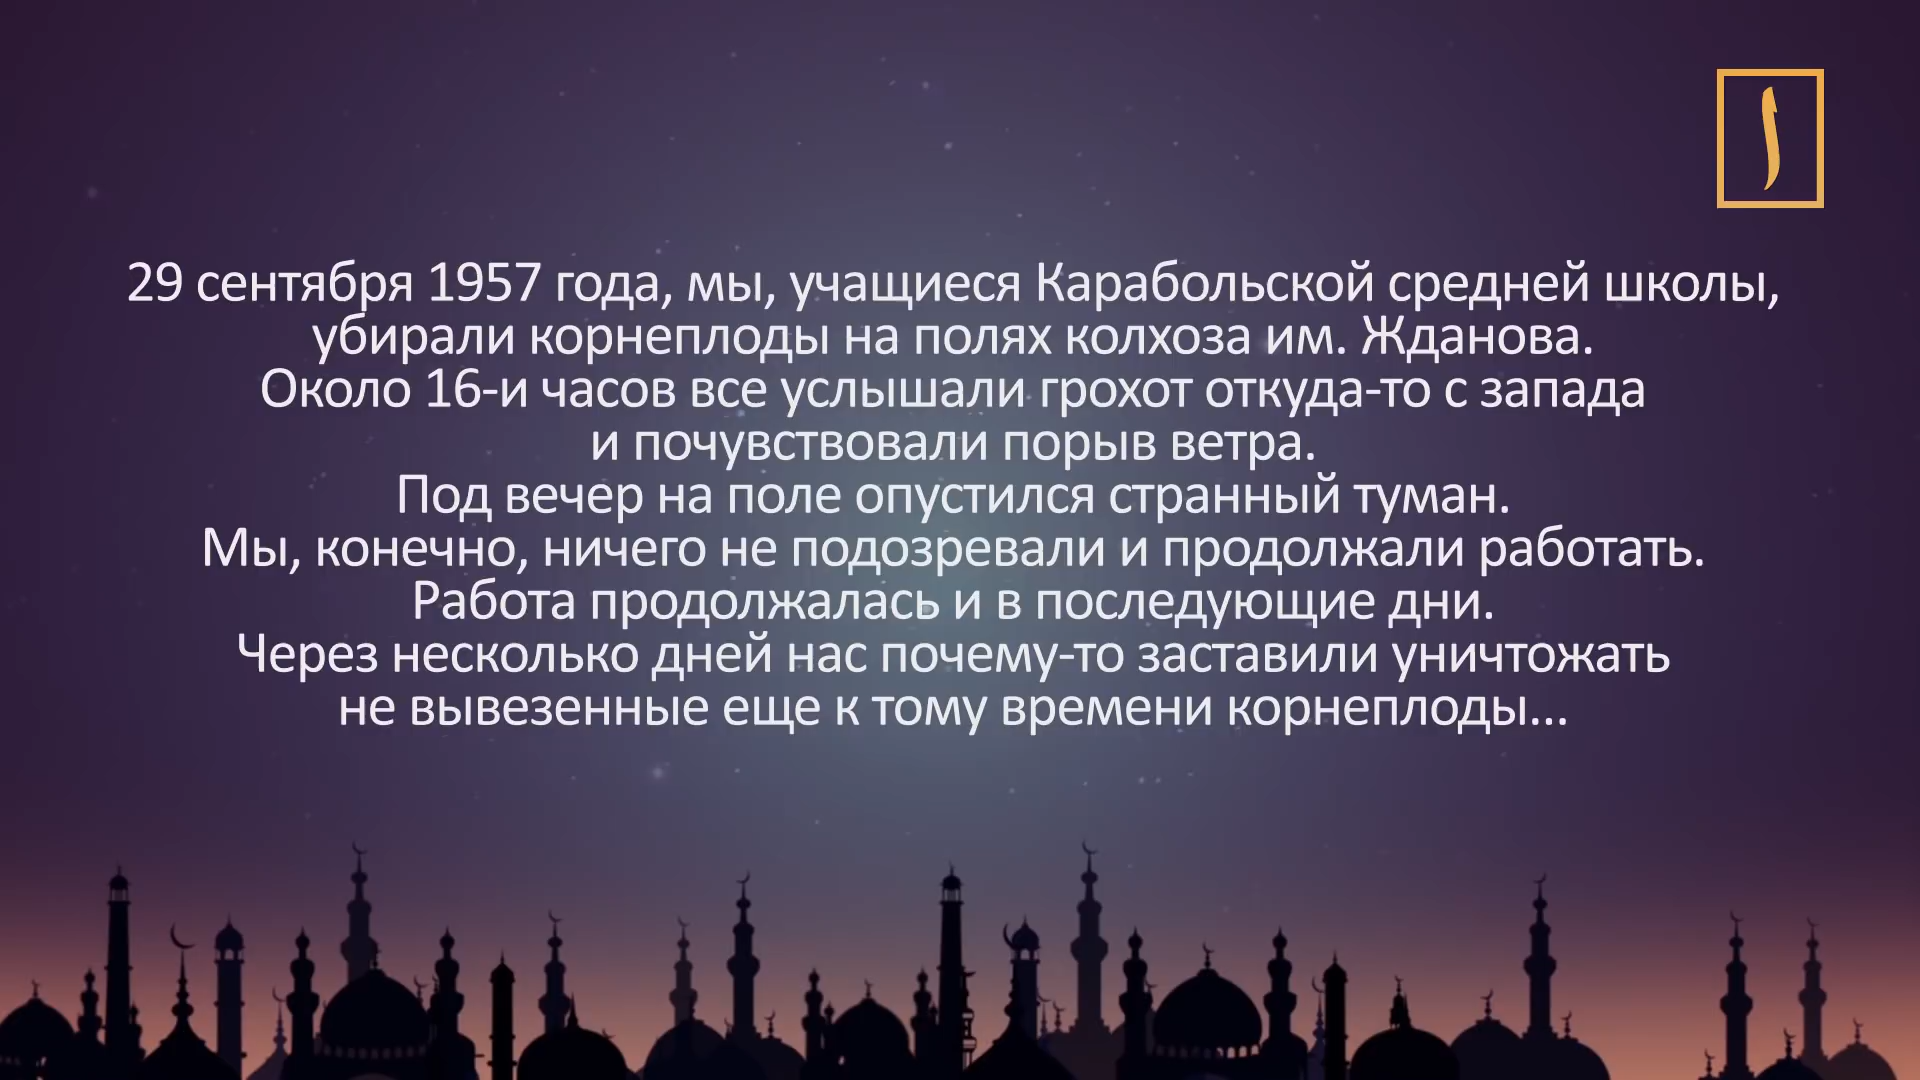 29 сентября 1957 года, мы, учащиеся Карабольской средней школы,
убирали корнеплоды на полях колхоза им. Жданова.
Около 16-и часов все услышали грохот откуда-то с запада
и почувствовали порыв ветра.
Под вечер на поле опустился странный туман.
Мы, конечно, ничего не подозревали и продолжали работать.
Работа продолжалась и в последующие дни.
Через несколько дней нас почему-то заставили уничтожать
не вывезенные еще к тому времени корнеплоды...